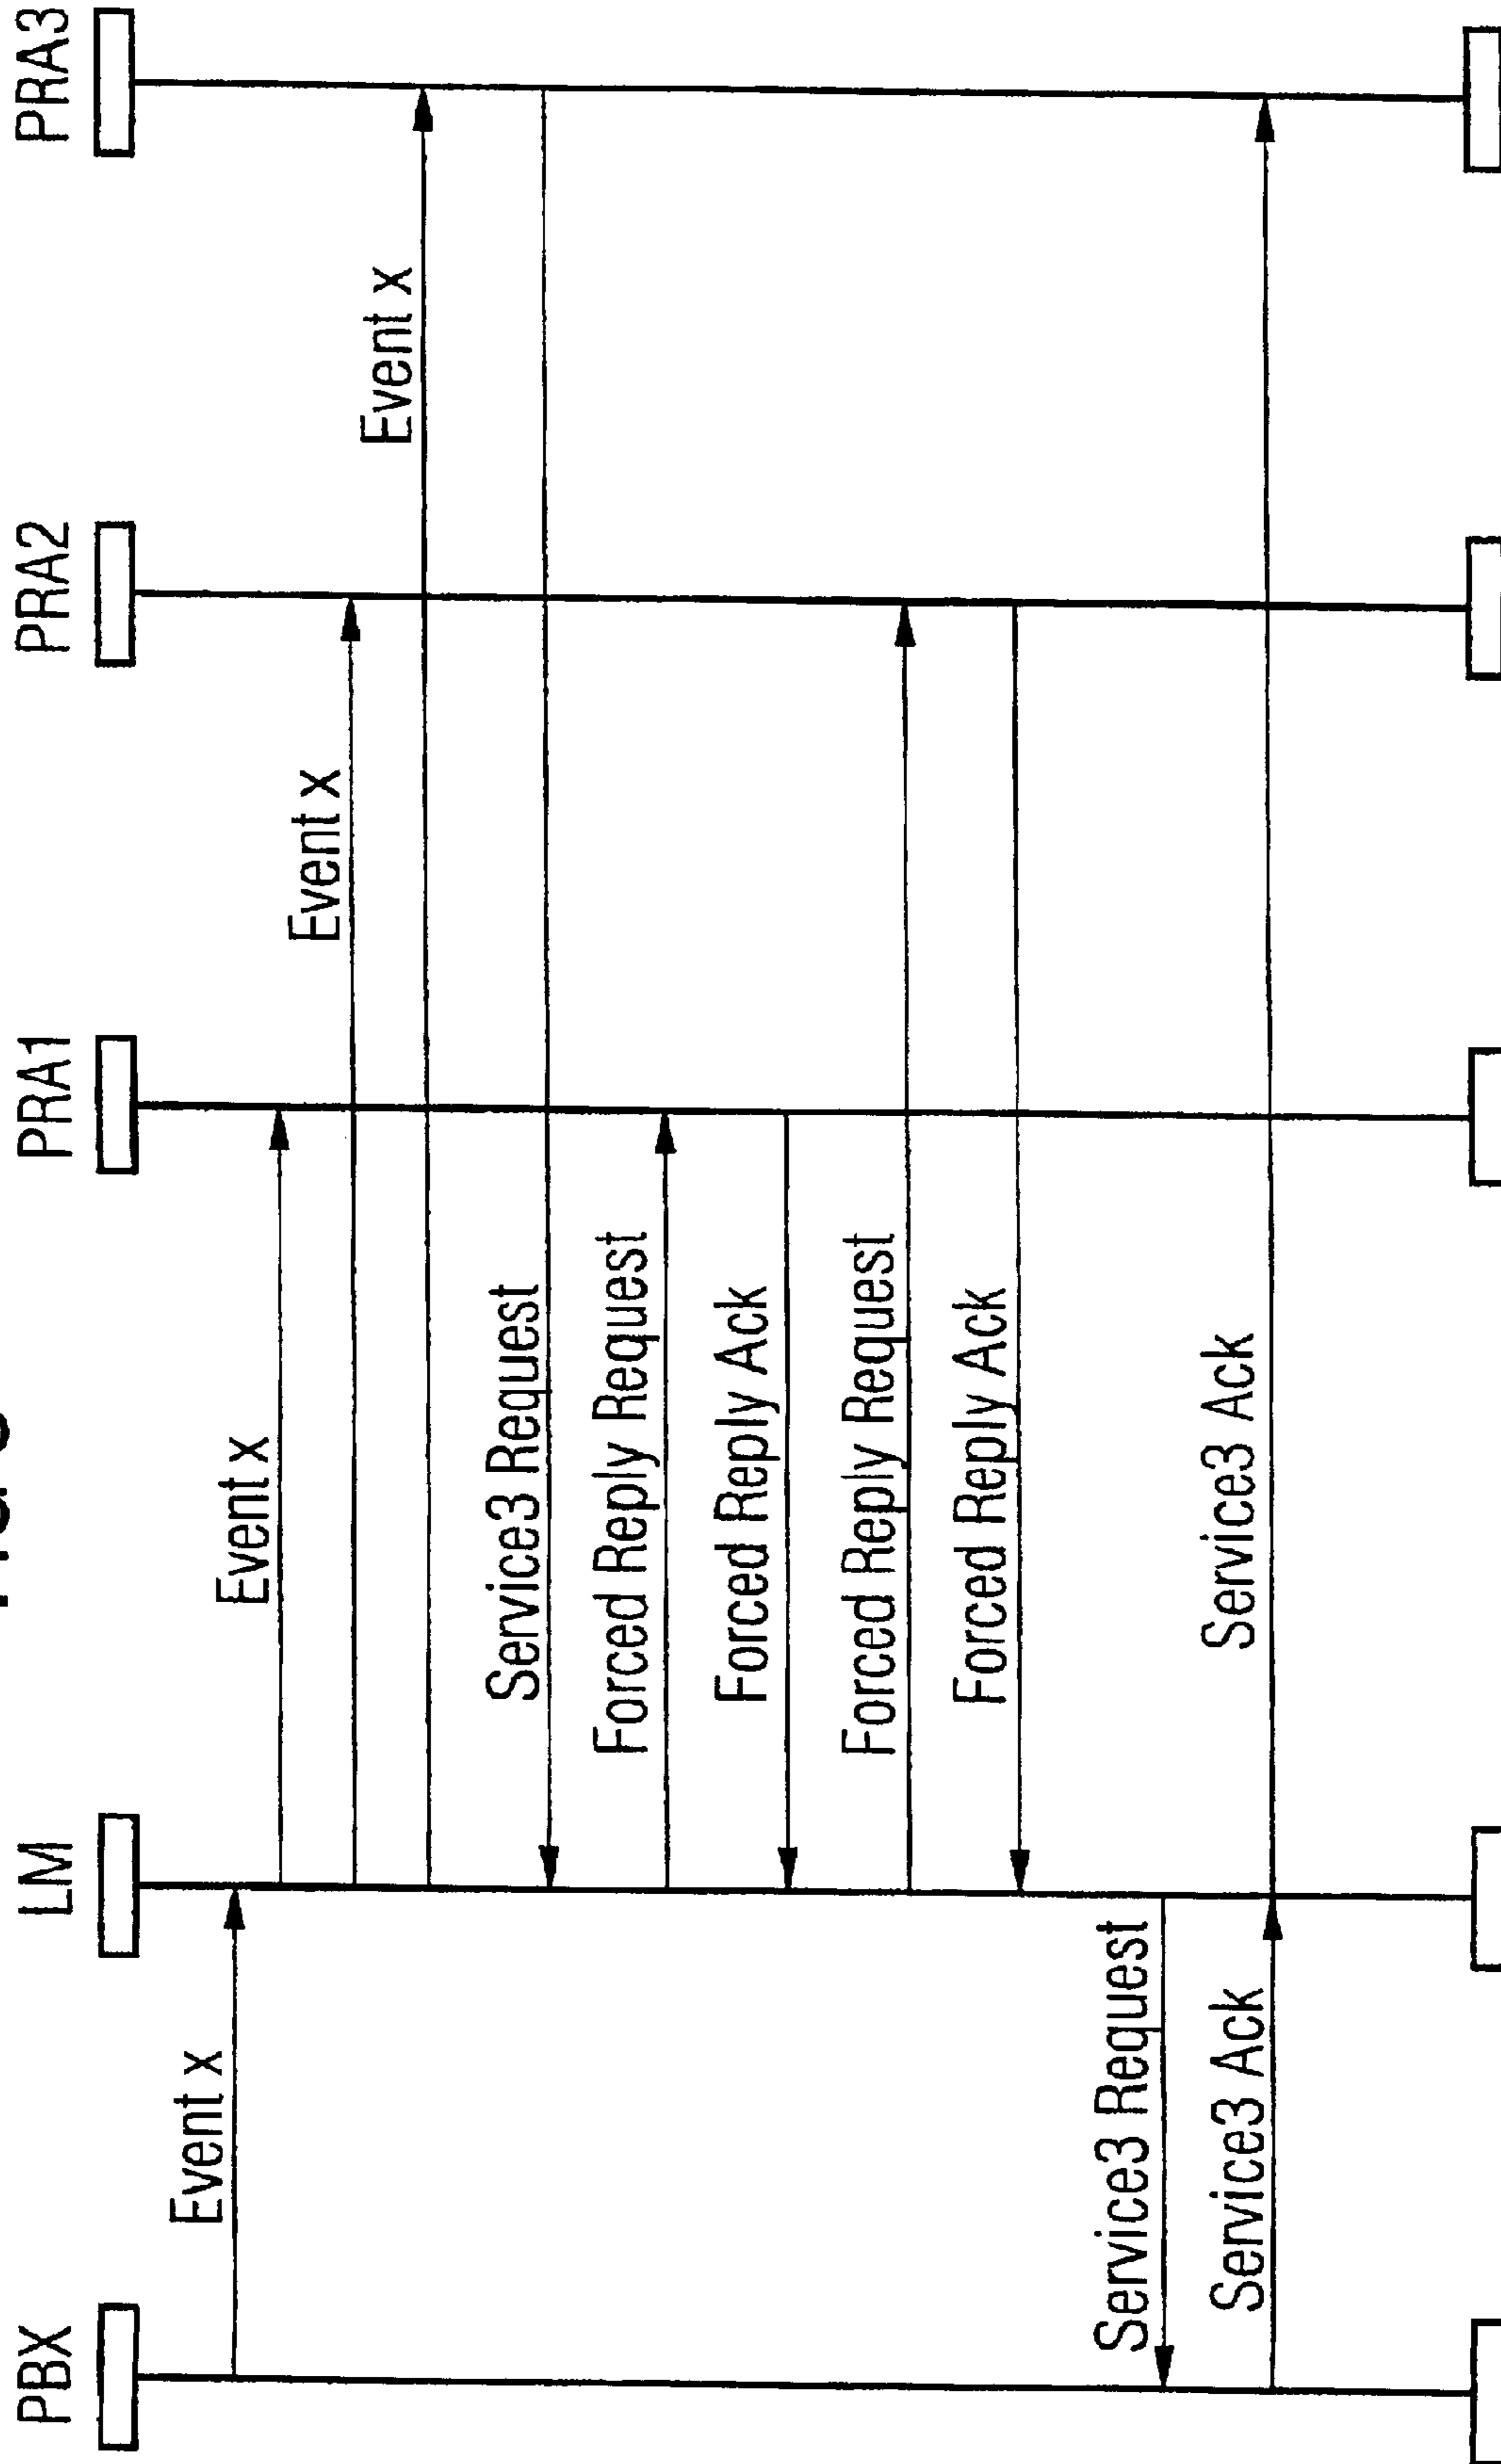 PBX
LM
PRA1
PRA2
PRA3
Event x
Event x
Event x
Event x
Service3 Request
Forced Reply Request
Forced Reply Ack
Forced Reply Request
Forced Reply Ack
Service3 Request
Service3 Ack
Service3 Ack